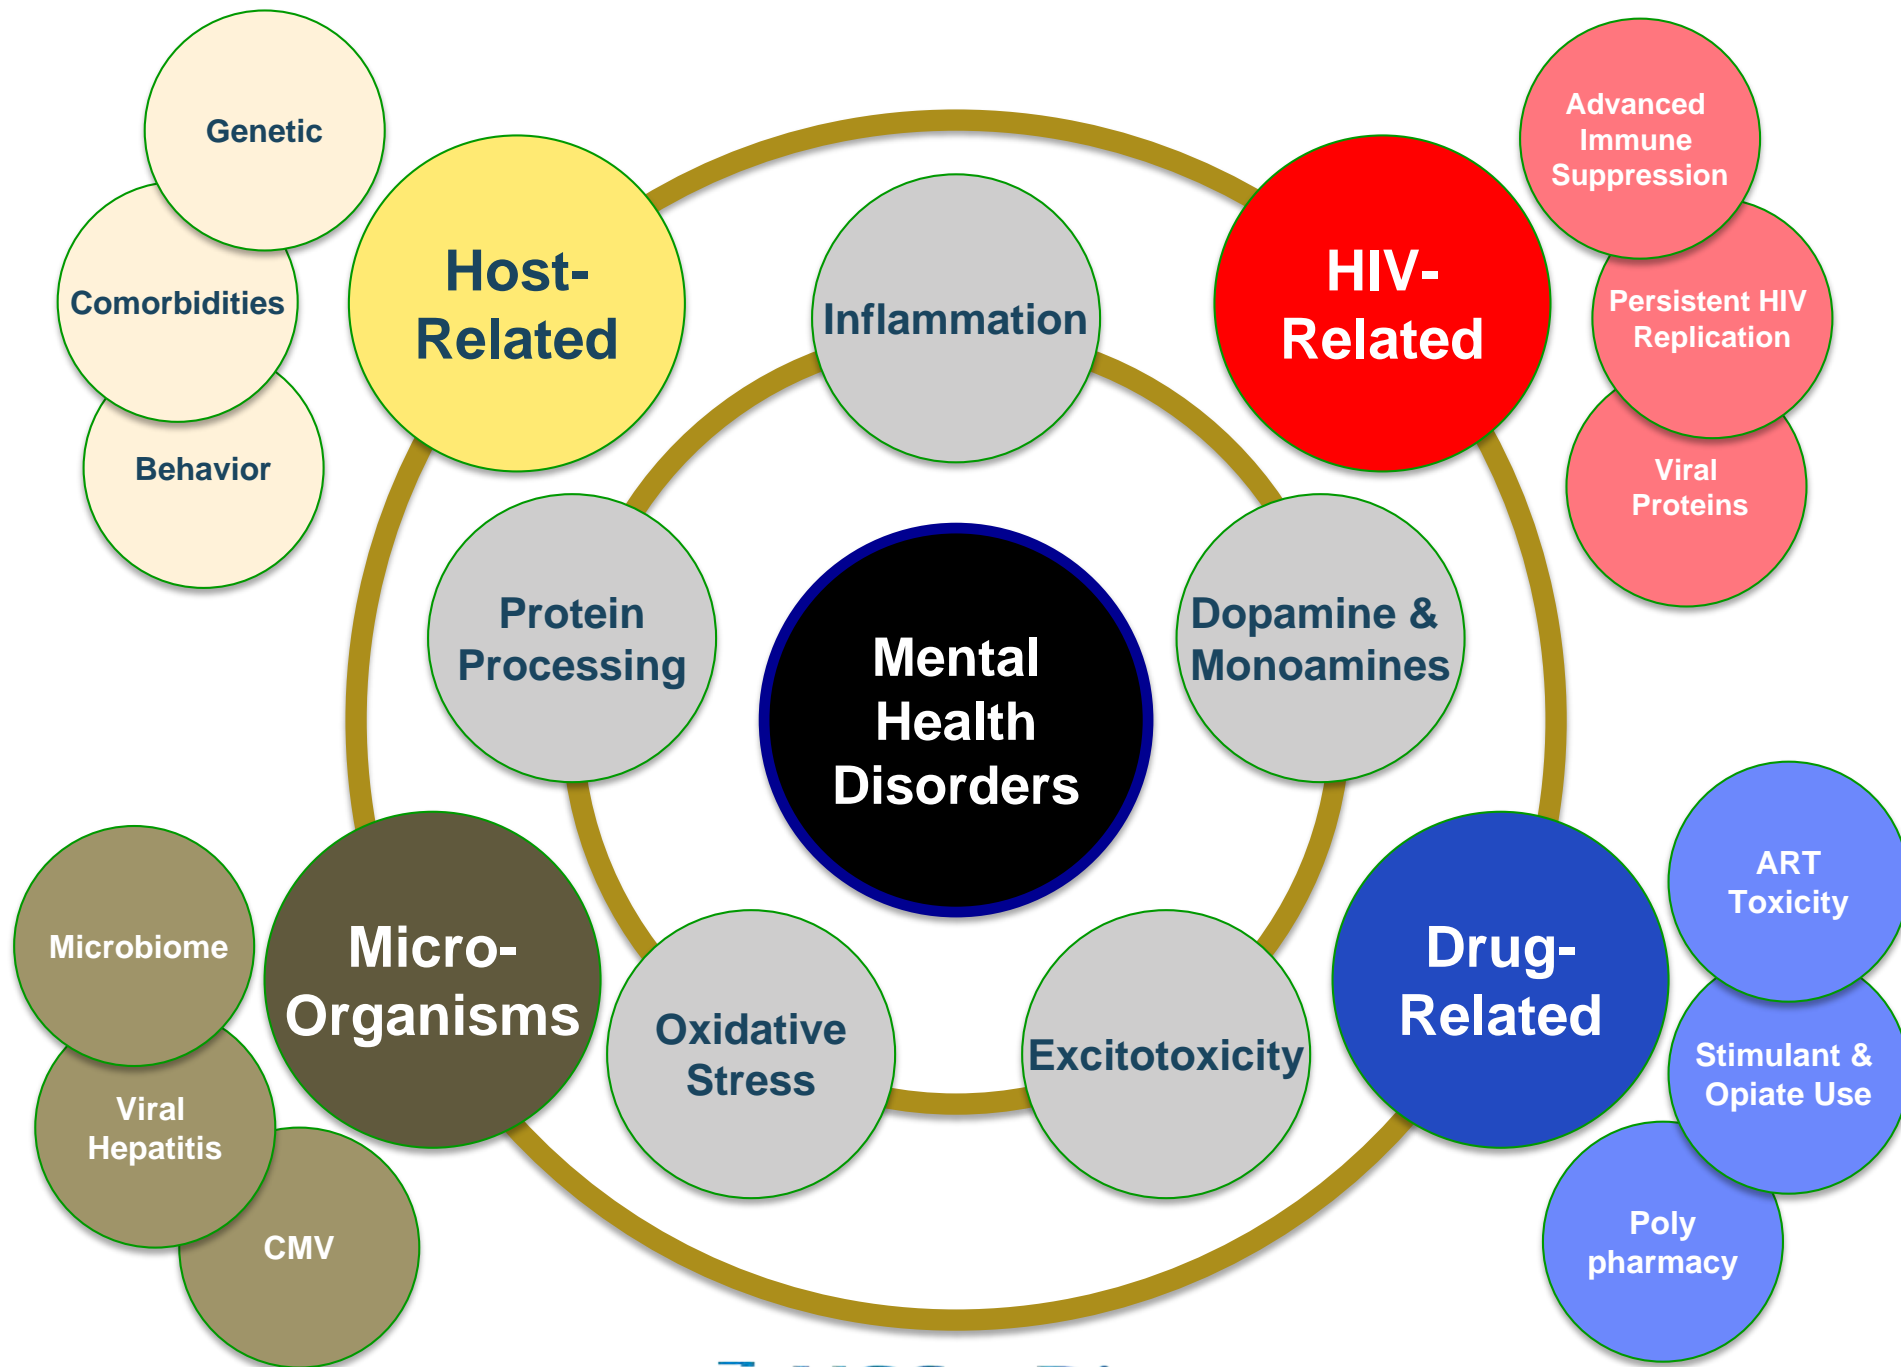 Genetic
Comorbidities
Behavior
Host-
Related
Inflammation
HIV-
Related
Advanced
Immune
Suppression
Persistent HIV
Replication
Viral
Proteins
Protein
Processing
Mental
Health
Disorders
Dopamine &
Monoamines
Microbiome
Viral
Hepatitis
CMV
Micro-
Organisms
Oxidative
Stress
Excitotoxicity
Drug-
Related
ART
Toxicity
Stimulant &
Opiate Use
Poly
pharmacy